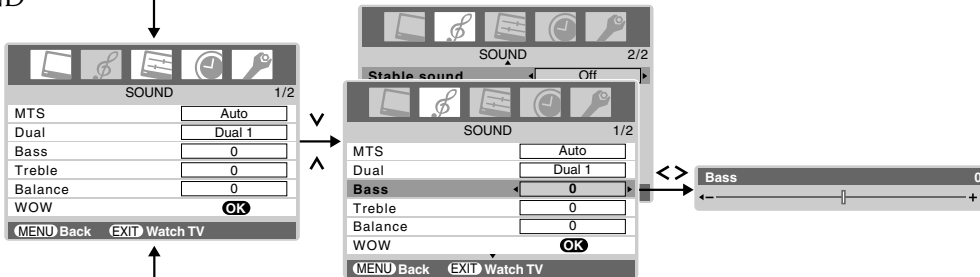 SOUND 1/2
MTS Auto
Dual Dual 1
Bass 0
Treble 0
Balance 0
WOW OK
MENU Back EXIT Watch TV
SOUND 2/2
Stable sound Off
SOUND 1/2
MTS Auto
Dual Dual 1
Bass 0
Treble 0
Balance 0
WOW OK
MENU Back EXIT Watch TV
Bass 0